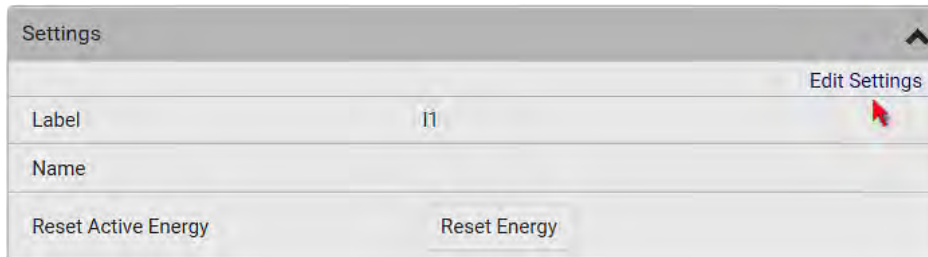 Settings
Edit Settings
Label I1
Name
Reset Active Energy Reset Energy